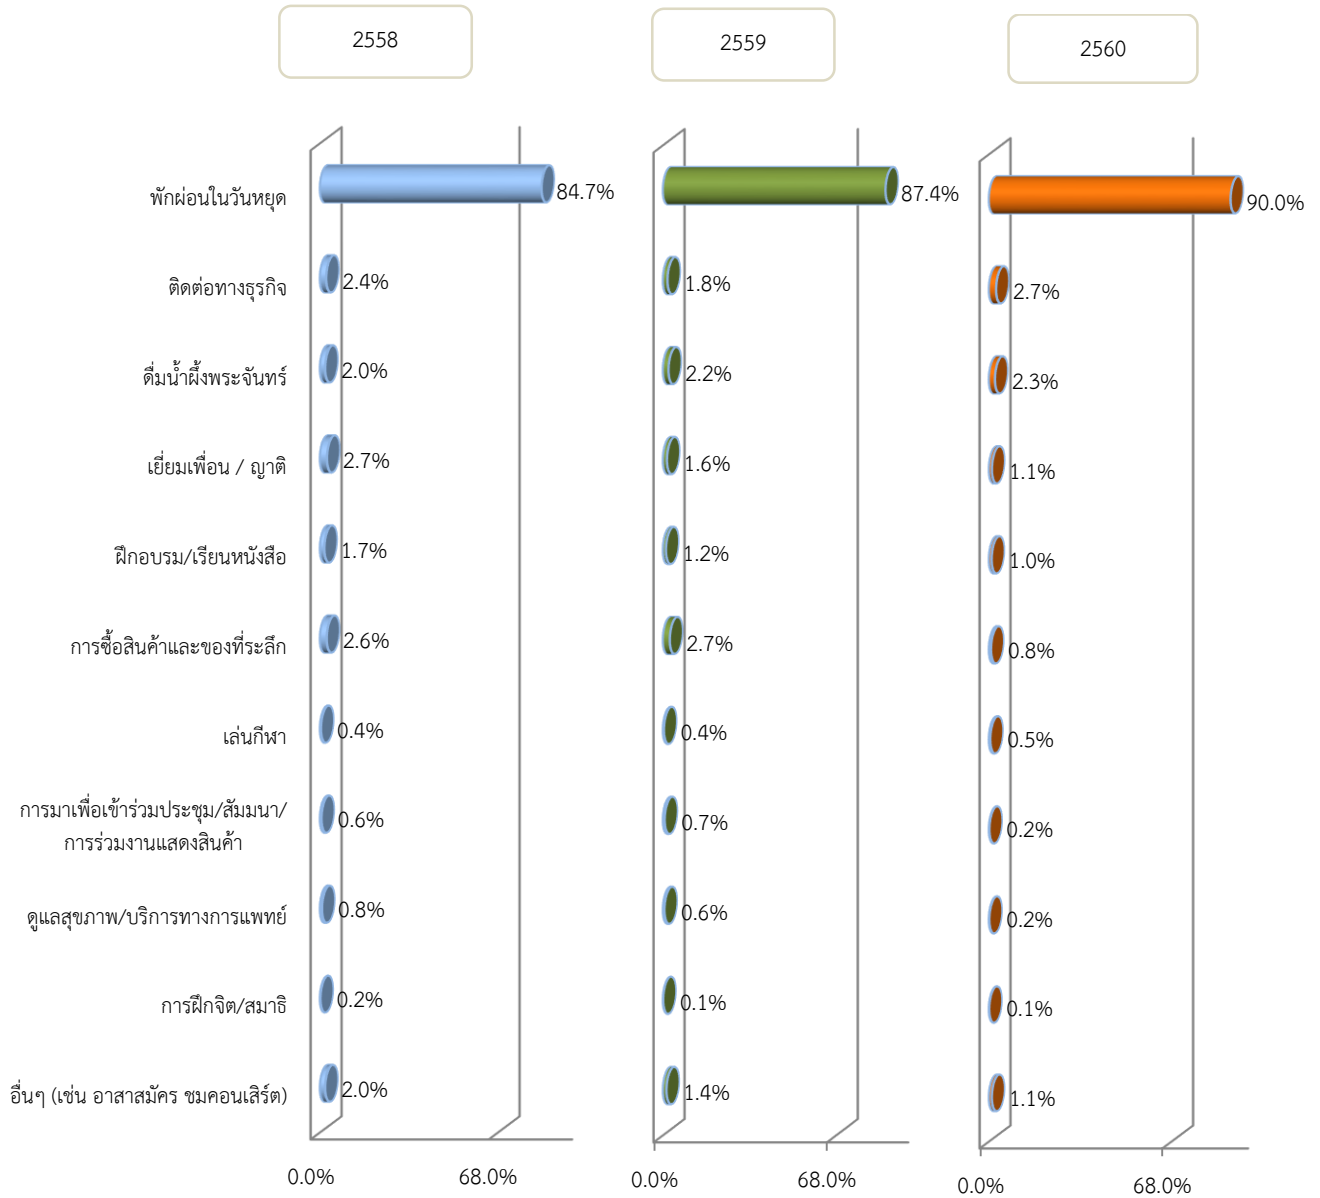 2558 2559 2560
พักผ่อนในวันหยุด 84.7% 87.4% 90.0%
ติดต่อทางธุรกิจ 2.4% 1.8% 2.7%
ดื่มน้ำผึ้งพระจันทร์ 2.0% 2.2% 2.3%
เยี่ยมเพื่อน / ญาติ 2.7% 1.6% 1.1%
ฝึกอบรม/เรียนหนังสือ 1.7% 1.2% 1.0%
การซื้อสินค้าและของที่ระลึก 2.6% 2.7% 0.8%
เล่นกีฬา 0.4% 0.4% 0.5%
การมาเพื่อเข้าร่วมประชุม/สัมมนา/
การร่วมงานแสดงสินค้า 0.6% 0.7% 0.2%
ดูแลสุขภาพ/บริการทางการแพทย์ 0.8% 0.6% 0.2%
การฝึกจิต/สมาธิ 0.2% 0.1% 0.1%
อื่นๆ (เช่น อาสาสมัคร ชมคอนเสิร์ต) 2.0% 1.4% 1.1%
0.0% 68.0% 0.0% 68.0% 0.0% 68.0%